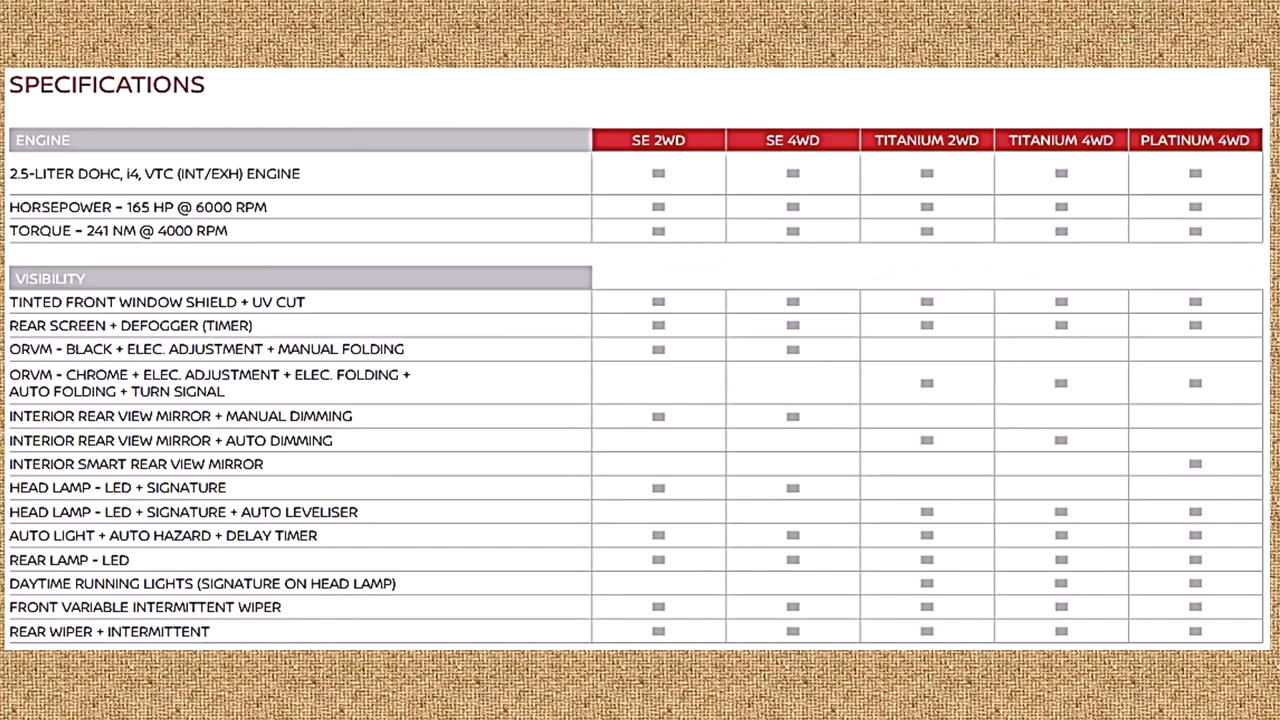 SPECIFICATIONS
ENGINE SE 2WD SE 4WD TITANIUM 2WD TITANIUM 4WD PLATINUM 4WD
2.5-LITER DOHC, i4, VTC (INT/EXH) ENGINE
HORSEPOWER - 165 HP @ 6000 RPM
TORQUE - 241 NM @ 4000 RPM
VISIBILITY
TINTED FRONT WINDOW SHIELD + UV CUT
REAR SCREEN + DEFOGGER (TIMER)
ORVM - BLACK + ELEC. ADJUSTMENT + MANUAL FOLDING
ORVM - CHROME + ELEC. ADJUSTMENT + ELEC. FOLDING +
AUTO FOLDING + TURN SIGNAL
INTERIOR REAR VIEW MIRROR + MANUAL DIMMING
INTERIOR REAR VIEW MIRROR + AUTO DIMMING
INTERIOR SMART REAR VIEW MIRROR
HEAD LAMP - LED + SIGNATURE
HEAD LAMP - LED + SIGNATURE + AUTO LEVELISER
AUTO LIGHT + AUTO HAZARD + DELAY TIMER
REAR LAMP - LED
DAYTIME RUNNING LIGHTS (SIGNATURE ON HEAD LAMP)
FRONT VARIABLE INTERMITTENT WIPER
REAR WIPER + INTERMITTENT